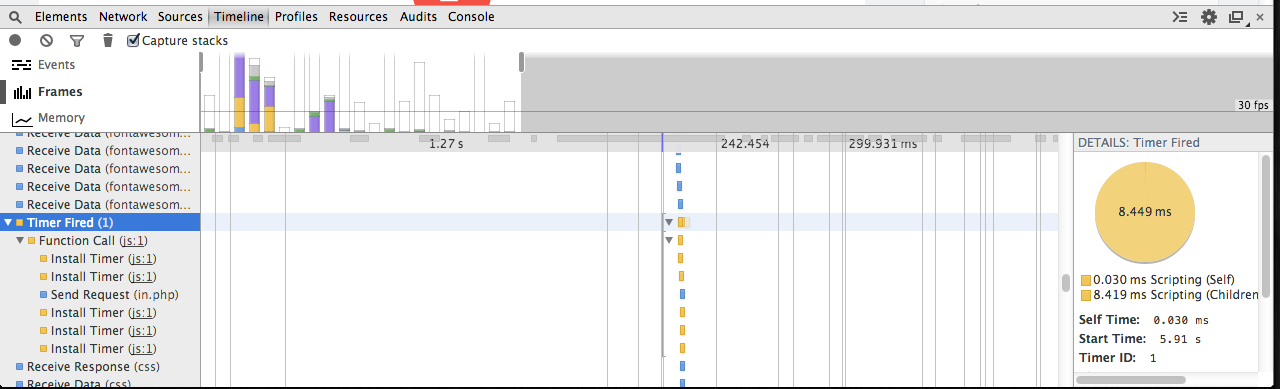 Elements Network Sources Timeline Profiles Resources Audits Console
Capture stacks
Events
Frames
Memory
30 fps
Receive Data (fontawesom...
1.27 s 242.454 299.931 ms
DETAILS: Timer Fired
Receive Data (fontawesom...
Receive Data (fontawesom...
Receive Data (fontawesom...
Receive Data (fontawesom...
Timer Fired (1)
8.449 ms
Function Call (js:1)
Install Timer (js:1)
Install Timer (js:1)
0.030 ms Scripting (Self)
Send Request (in.php)
8.419 ms Scripting (Children
Install Timer (js:1)
Self Time: 0.030 ms
Install Timer (js:1)
Start Time: 5.91 s
Install Timer (js:1)
Timer ID: 1
Receive Response (css)
Receive Data (css)